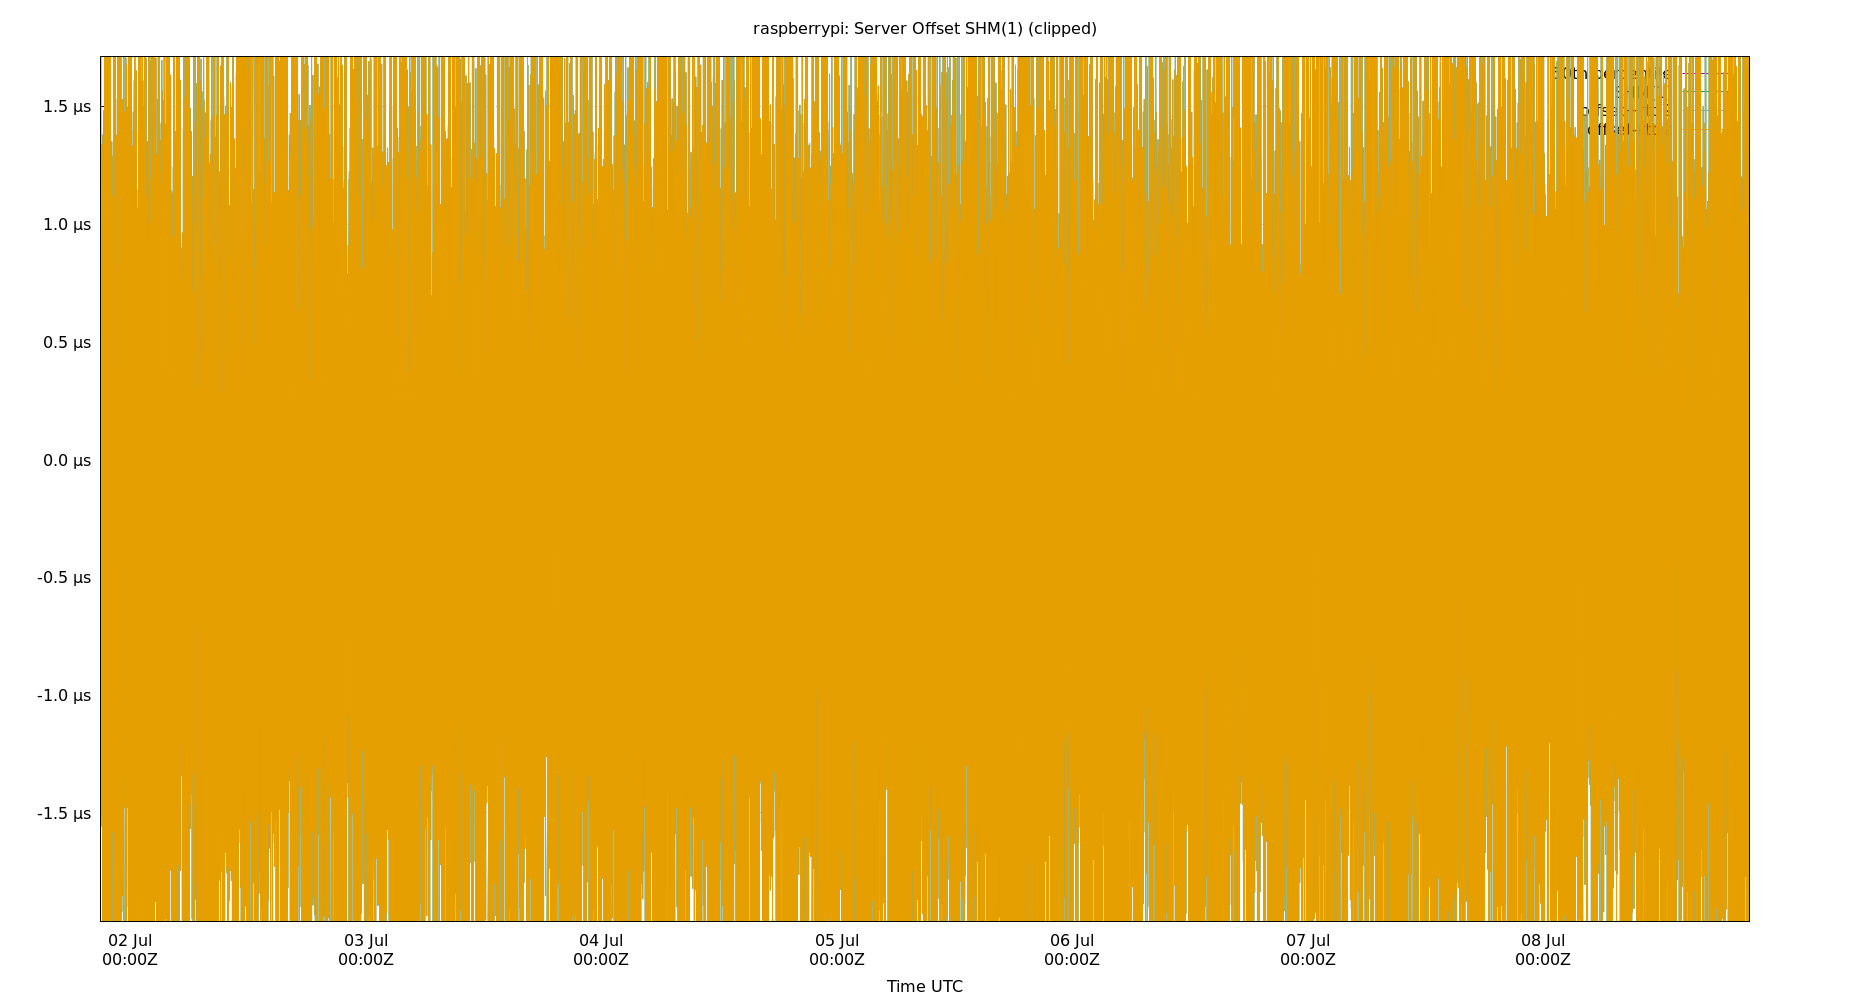 raspberrypi: Server Offset SHM(1) (clipped)
1.5 µs
1.0 µs
0.5 µs
0.0 µs
-0.5 µs
-1.0 µs
-1.5 µs
02 Jul 03 Jul 04 Jul 05 Jul 06 Jul 07 Jul 08 Jul
00:00Z 00:00Z 00:00Z 00:00Z 00:00Z 00:00Z 00:00Z
Time UTC